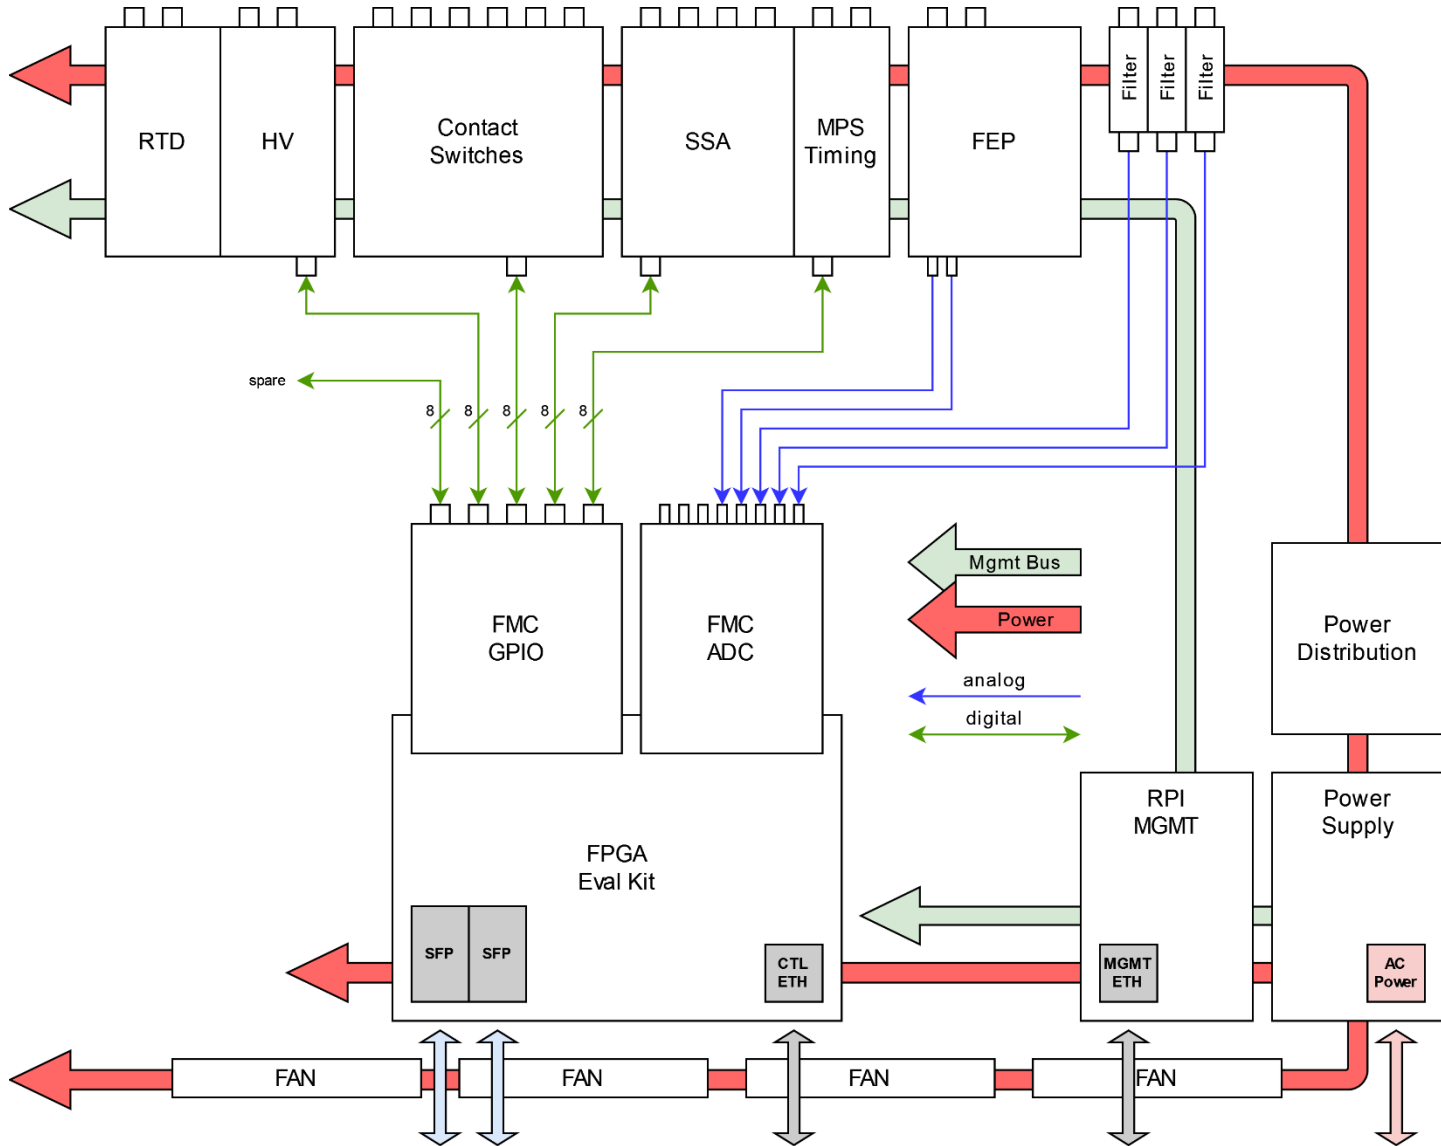 RTD
HV
Contact
Switches
SSA
MPS
Timing
FEP
Filter
Filter
Filter
spare
8
8
8
8
8
FMC
GPIO
FMC
ADC
Mgmt Bus
Power
analog
digital
Power
Distribution
RPI
MGMT
Power
Supply
FPGA
Eval Kit
SFP
SFP
CTL
ETH
MGMT
ETH
AC
Power
FAN
FAN
FAN
FAN